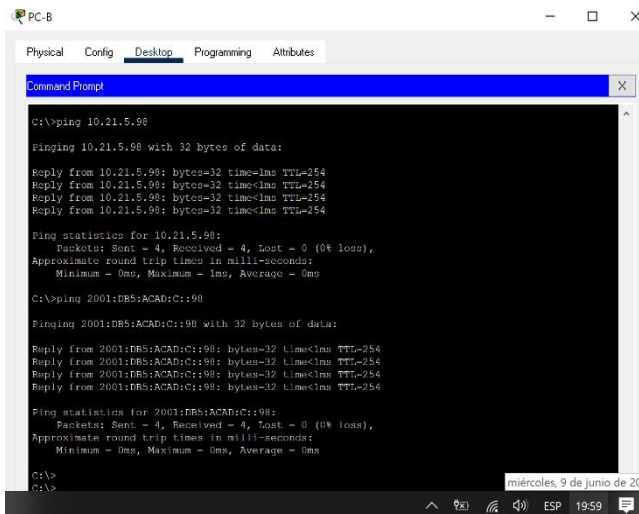 PC-B
Physical Config Desktop Programming Attributes
Command Prompt X
C:\>ping 10.21.5.98
Pinging 10.21.5.98 with 32 bytes of data:
Reply from 10.21.5.98: bytes=32 time=1ms TTL=254
Reply from 10.21.5.98: bytes=32 time<1ms TTL=254
Reply from 10.21.5.98: bytes=32 time<1ms TTL=254
Reply from 10.21.5.98: bytes=32 time<1ms TTL=254
Ping statistics for 10.21.5.98:
Packets: Sent = 4, Received = 4, Lost = 0 (0% loss),
Approximate round trip times in milli-seconds:
Minimum = 0ms, Maximum = 1ms, Average = 0ms
C:\>ping 2001:DB5:ACAD:C::98
Pinging 2001:DB5:ACAD:C::98 with 32 bytes of data:
Reply from 2001:DB5:ACAD:C::98: bytes=32 time<1ms TTL=254
Reply from 2001:DB5:ACAD:C::98: bytes=32 time<1ms TTL=254
Reply from 2001:DB5:ACAD:C::98: bytes=32 time<1ms TTL=254
Reply from 2001:DB5:ACAD:C::98: bytes=32 time<1ms TTL=254
Ping statistics for 2001:DB5:ACAD:C::98:
Packets: Sent = 4, Received = 4, Lost = 0 (0% loss),
Approximate round trip times in milli-seconds:
Minimum = 0ms, Maximum = 0ms, Average = 0ms
C:\>
C:\>
miércoles, 9 de junio de 20
ESP 19:59